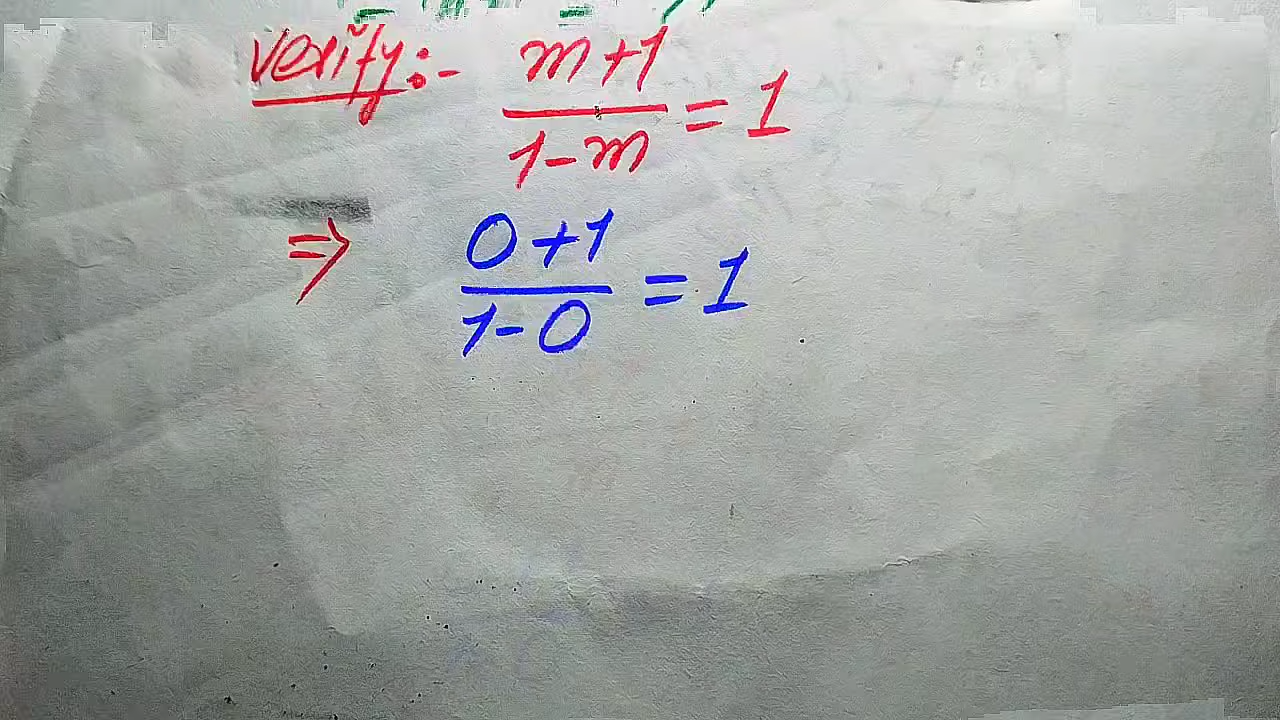 Verify:- m+1/1-m = 1
⇒ 0+1/1-0 = 1